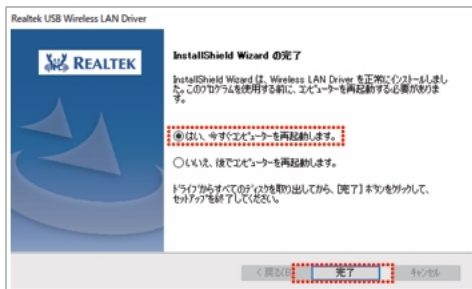 Realtek USB Wireless LAN Driver
REALTEK
InstallShield Wizard の完了
InstallShield Wizard は、Wireless LAN Driver を正常にインストールしまし
た。このプログラムを使用する前に、コンピューターを再起動する必要がありま
す。
はい、今すぐコンピューターを再起動します。
いいえ、後でコンピューターを再起動します。
ドライブからすべてのディスクを取り出してから、[完了] ボタンをクリックして、
セットアップを終了してください。
< 戻る(B)
完了
キャンセル